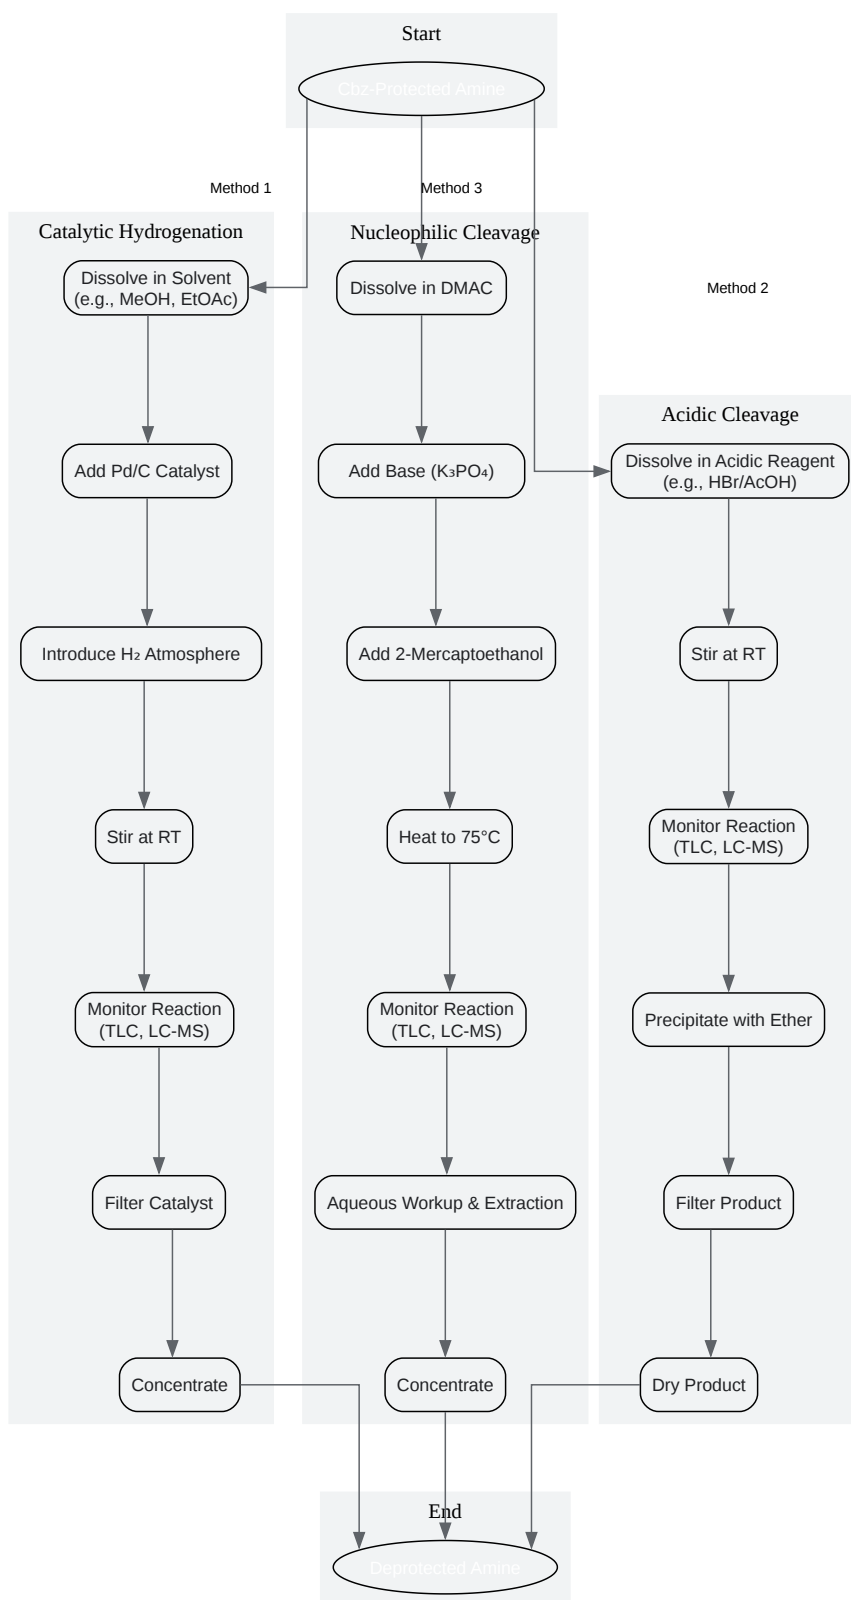 Start
Cbz-Protected Amine
Method 1
Method 3
Method 2
Catalytic Hydrogenation
Dissolve in Solvent
(e.g., MeOH, EtOAc)
Add Pd/C Catalyst
Introduce H₂ Atmosphere
Stir at RT
Monitor Reaction
(TLC, LC-MS)
Filter Catalyst
Concentrate
Nucleophilic Cleavage
Dissolve in DMAC
Add Base (K₃PO₄)
Add 2-Mercaptoethanol
Heat to 75°C
Monitor Reaction
(TLC, LC-MS)
Aqueous Workup & Extraction
Concentrate
Acidic Cleavage
Dissolve in Acidic Reagent
(e.g., HBr/AcOH)
Stir at RT
Monitor Reaction
(TLC, LC-MS)
Precipitate with Ether
Filter Product
Dry Product
End
Deprotected Amine